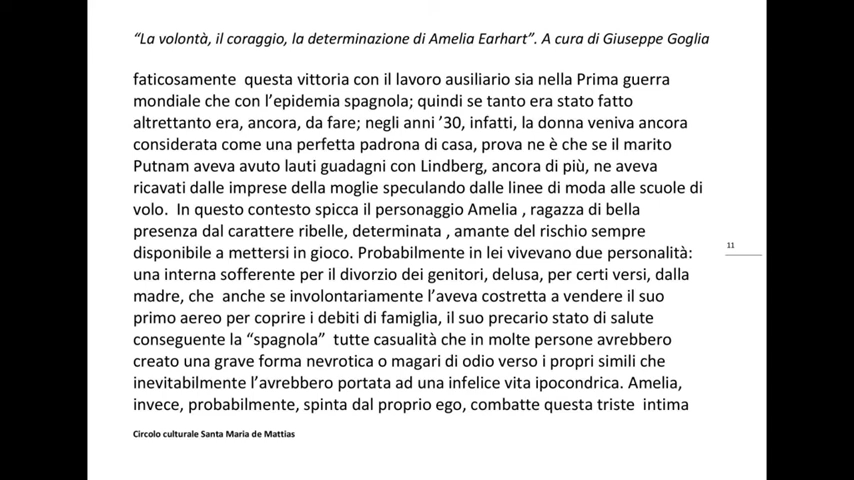 “La volontà, il coraggio, la determinazione di Amelia Earhart”. A cura di Giuseppe Goglia
faticosamente questa vittoria con il lavoro ausiliario sia nella Prima guerra
mondiale che con l’epidemia spagnola; quindi se tanto era stato fatto
altrettanto era, ancora, da fare; negli anni ’30, infatti, la donna veniva ancora
considerata come una perfetta padrona di casa, prova ne è che se il marito
Putnam aveva avuto lauti guadagni con Lindberg, ancora di più, ne aveva
ricavati dalle imprese della moglie speculando dalle linee di moda alle scuole di
volo. In questo contesto spicca il personaggio Amelia , ragazza di bella
presenza dal carattere ribelle, determinata , amante del rischio sempre
disponibile a mettersi in gioco. Probabilmente in lei vivevano due personalità:
11
una interna sofferente per il divorzio dei genitori, delusa, per certi versi, dalla
madre, che anche se involontariamente l’aveva costretta a vendere il suo
primo aereo per coprire i debiti di famiglia, il suo precario stato di salute
conseguente la “spagnola” tutte casualità che in molte persone avrebbero
creato una grave forma nevrotica o magari di odio verso i propri simili che
inevitabilmente l’avrebbero portata ad una infelice vita ipocondrica. Amelia,
invece, probabilmente, spinta dal proprio ego, combatte questa triste intima
Circolo culturale Santa Maria de Mattias